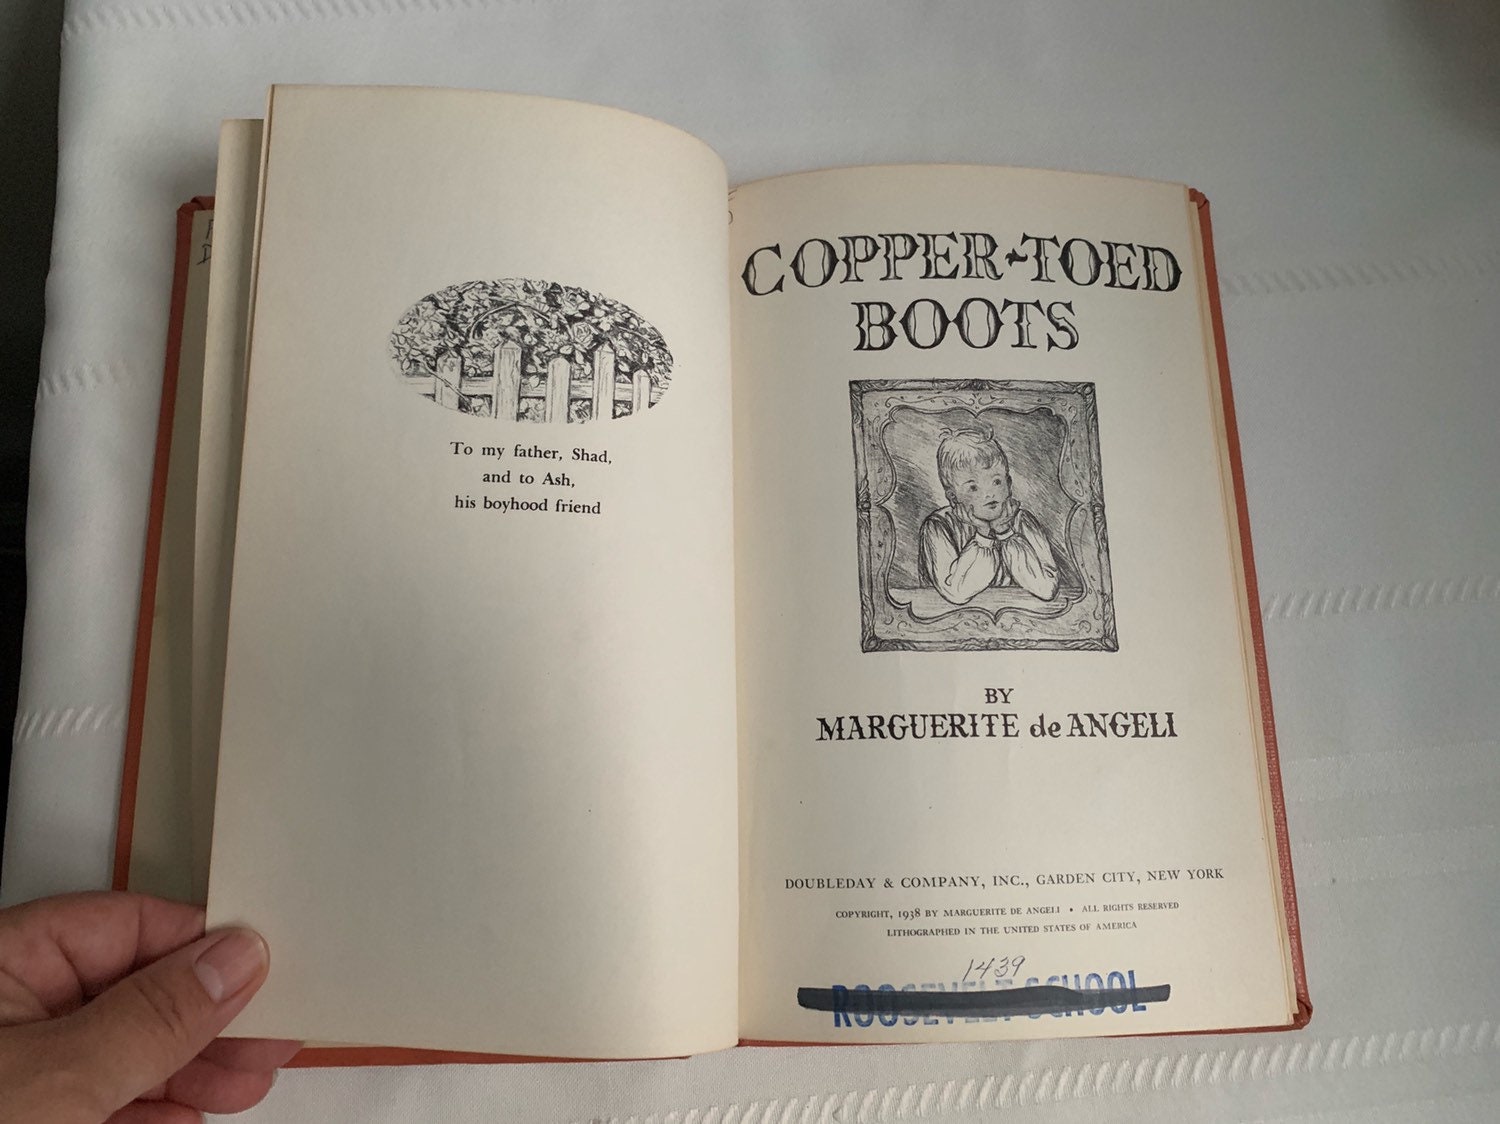 To my father, Shad,
and to Ash,
his boyhood friend
COPPER-TOED
BOOTS
BY
MARGUERITE de ANGELI
DOUBLEDAY & COMPANY, INC., GARDEN CITY, NEW YORK
COPYRIGHT, 1938 BY MARGUERITE DE ANGELI • ALL RIGHTS RESERVED
LITHOGRAPHED IN THE UNITED STATES OF AMERICA
1439
ROOSEVELT SCHOOL